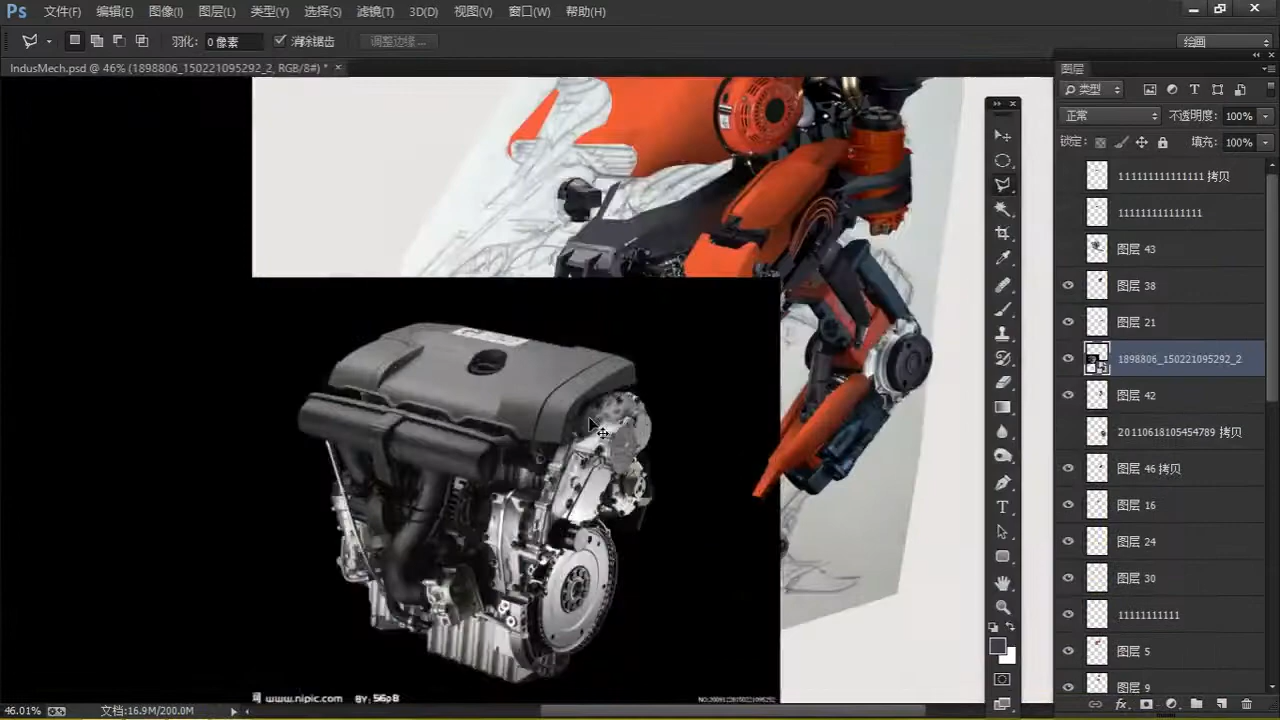 Ps 文件(F) 编辑(E) 图像(I) 图层(L) 类型(Y) 选择(S) 滤镜(T) 3D(D) 视图(V) 窗口(W) 帮助(H)
羽化: 0 像素 消除锯齿 调整边缘... 绘画
IndusMech.psd @ 46% (1898806_150221095292_2, RGB/8#) * ×
图层
类型
正常 不透明度: 100%
锁定: 填充: 100%
111111111111111 拷贝
111111111111111
图层 43
图层 38
图层 21
1898806_150221095292_2
图层 42
20110618105454789 拷贝
图层 46 拷贝
图层 16
图层 24
图层 30
11111111111
图层 5
图层 9
www.nipic.com BY:
46.01% 文档:16.9M/200.0M